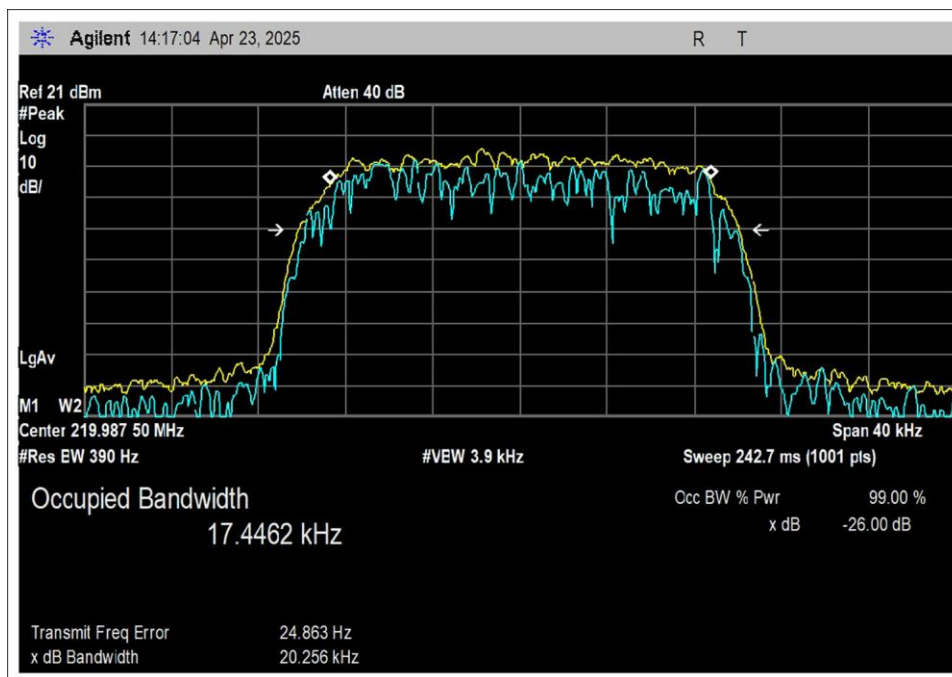 Agilent 14:17:04 Apr 23, 2025 R T
Ref 21 dBm Atten 40 dB
#Peak
Log
10
dB/
LgAv
M1 W2
Center 219.987 50 MHz Span 40 kHz
#Res BW 390 Hz #VBW 3.9 kHz Sweep 242.7 ms (1001 pts)
Occupied Bandwidth
17.4462 kHz
Occ BW % Pwr 99.00 %
x dB -26.00 dB
Transmit Freq Error 24.863 Hz
x dB Bandwidth 20.256 kHz